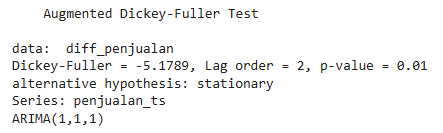 Augmented Dickey-Fuller Test
data:  diff_penjualan
Dickey-Fuller = -5.1789, Lag order = 2, p-value = 0.01
alternative hypothesis: stationary
Series: penjualan_ts
ARIMA(1,1,1)